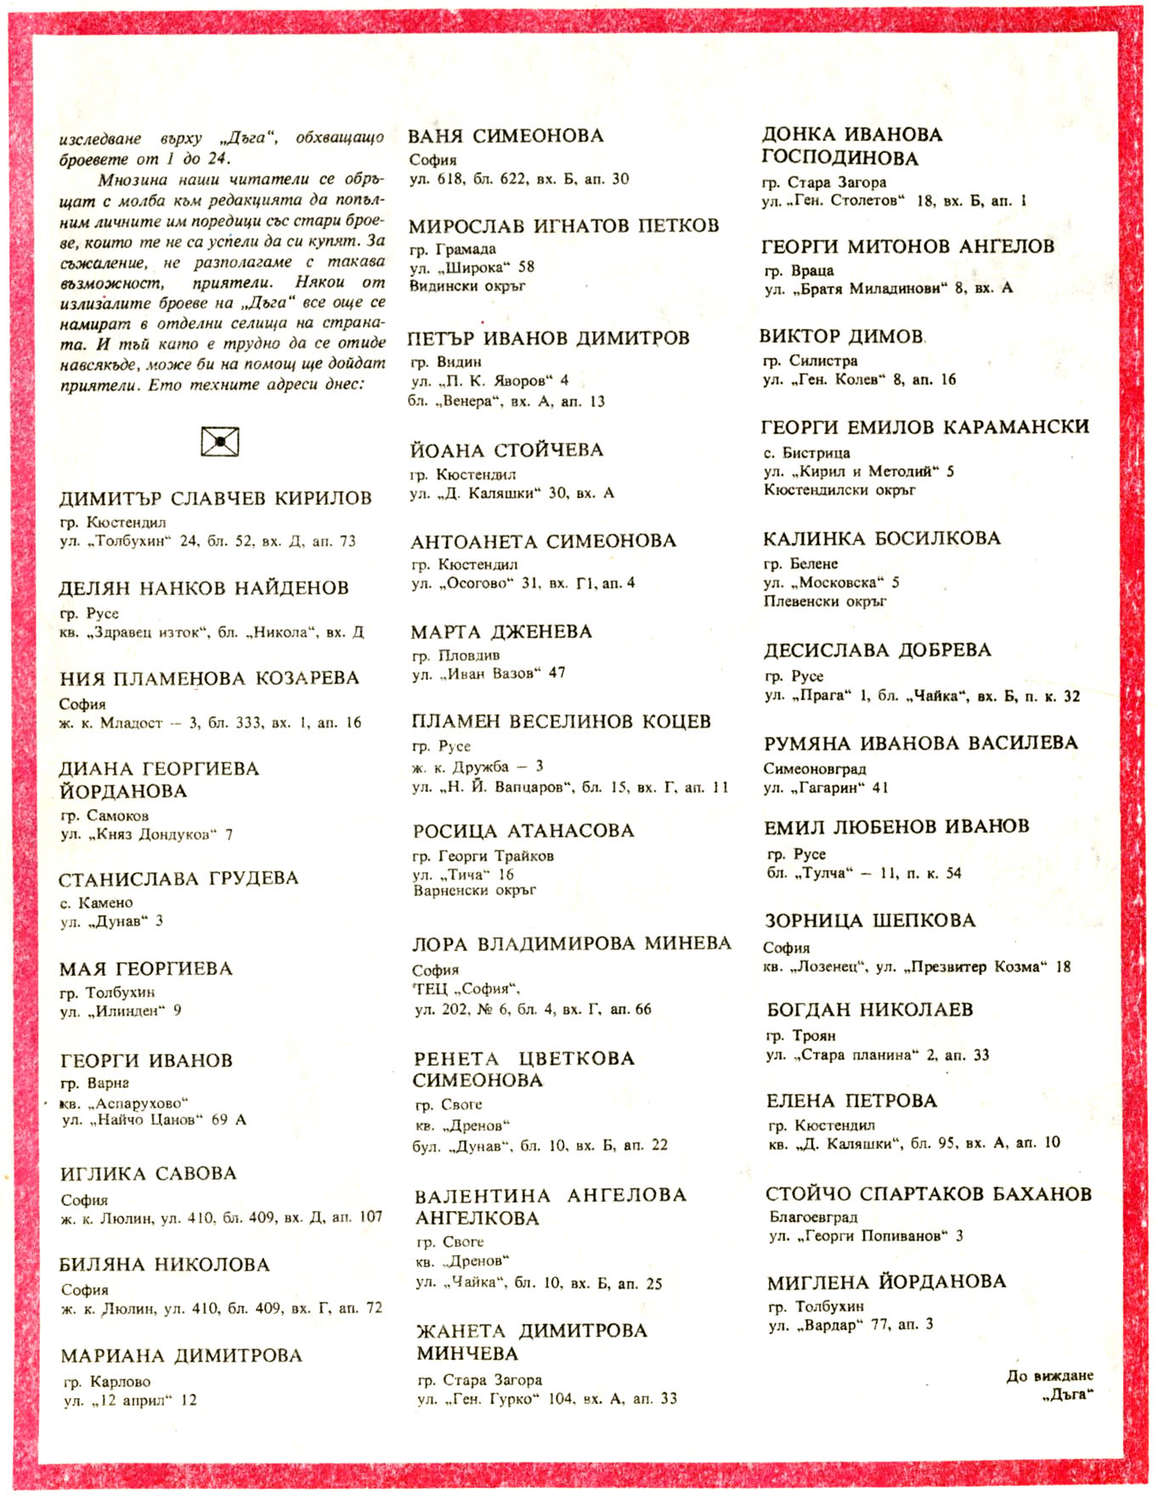 изследване върху „Дъга“, обхващащо
броевете от 1 до 24.
Мнозина наши читатели се обръ-
щат с молба към редакцията да попъл-
ним личните им поредици със стари брое-
ве, които те не са успели да си купят. За
съжаление, не разполагаме с такава
възможност, приятели. Някои от
излизалите броеве на „Дъга“ все още се
намират в отделни селища на страна-
та. И тъй като е трудно да се отиде
навсякъде, може би на помощ ще дойдат
приятели. Ето техните адреси днес:
ДИМИТЪР СЛАВЧЕВ КИРИЛОВ
гр. Кюстендил
ул. „Толбухин“ 24, бл. 52, вх. Д, ап. 73
ДЕЛЯН НАНКОВ НАЙДЕНОВ
гр. Русе
кв. „Здравец изток“, бл. „Никола“, вх. Д
НИЯ ПЛАМЕНОВА КОЗАРЕВА
София
ж. к. Младост — 3, бл. 333, вх. 1, ап. 16
ДИАНА ГЕОРГИЕВА
ЙОРДАНОВА
гр. Самоков
ул. „Княз Дондуков“ 7
СТАНИСЛАВА ГРУДЕВА
с. Камено
ул. „Дунав“ 3
МАЯ ГЕОРГИЕВА
гр. Толбухин
ул. „Илинден“ 9
ГЕОРГИ ИВАНОВ
гр. Варна
кв. „Аспарухово“
ул. „Найчо Цанов“ 69 А
ИГЛИКА САВОВА
София
ж. к. Люлин, ул. 410, бл. 409, вх. Д, ап. 107
БИЛЯНА НИКОЛОВА
София
ж. к. Люлин, ул. 410, бл. 409, вх. Г, ап. 72
МАРИАНА ДИМИТРОВА
гр. Карлово
ул. „12 април“ 12
ВАНЯ СИМЕОНОВА
София
ул. 618, бл. 622, вх. Б, ап. 30
МИРОСЛАВ ИГНАТОВ ПЕТКОВ
гр. Грамада
ул. „Широка“ 58
Видински окръг
ПЕТЪР ИВАНОВ ДИМИТРОВ
гр. Видин
ул. „П. К. Яворов“ 4
бл. „Венера“, вх. А, ап. 13
ЙОАНА СТОЙЧЕВА
гр. Кюстендил
ул. „Д. Каляшки“ 30, вх. А
АНТОАНЕТА СИМЕОНОВА
гр. Кюстендил
ул. „Осогово“ 31, вх. Г1, ап. 4
МАРТА ДЖЕНЕВА
гр. Пловдив
ул. „Иван Вазов“ 47
ПЛАМЕН ВЕСЕЛИНОВ КОЦЕВ
гр. Русе
ж. к. Дружба — 3
ул. „Н. Й. Вапцаров“, бл. 15, вх. Г, ап. 11
РОСИЦА АТАНАСОВА
гр. Георги Трайков
ул. „Тича“ 16
Варненски окръг
ЛОРА ВЛАДИМИРОВА МИНЕВА
София
ТЕЦ „София“,
ул. 202, № 6, бл. 4, вх. Г, ап. 66
РЕНЕТА ЦВЕТКОВА
СИМЕОНОВА
гр. Своге
кв. „Дренов“
бул. „Дунав“, бл. 10, вх. Б, ап. 22
ВАЛЕНТИНА АНГЕЛОВА
АНГЕЛКОВА
гр. Своге
кв. „Дренов“
ул. „Чайка“, бл. 10, вх. Б, ап. 25
ЖАНЕТА ДИМИТРОВА
МИНЧЕВА
гр. Стара Загора
ул. „Ген. Гурко“ 104, вх. А, ап. 33
ДОНКА ИВАНОВА
ГОСПОДИНОВА
гр. Стара Загора
ул. „Ген. Столетов“ 18, вх. Б, ап. 1
ГЕОРГИ МИТОНОВ АНГЕЛОВ
гр. Враца
ул. „Братя Миладинови“ 8, вх. А
ВИКТОР ДИМОВ
гр. Силистра
ул. „Ген. Колев“ 8, ап. 16
ГЕОРГИ ЕМИЛОВ КАРАМАНСКИ
с. Бистрица
ул. „Кирил и Методий“ 5
Кюстендилски окръг
КАЛИНКА БОСИЛКОВА
гр. Белене
ул. „Московска“ 5
Плевенски окръг
ДЕСИСЛАВА ДОБРЕВА
гр. Русе
ул. „Прага“ 1, бл. „Чайка“, вх. Б, п. к. 32
РУМЯНА ИВАНОВА ВАСИЛЕВА
Симеоновград
ул. „Гагарин“ 41
ЕМИЛ ЛЮБЕНОВ ИВАНОВ
гр. Русе
бл. „Тулча“ — 11, п. к. 54
ЗОРНИЦА ШЕПКОВА
София
кв. „Лозенец“, ул. „Презвитер Козма“ 18
БОГДАН НИКОЛАЕВ
гр. Троян
ул. „Стара планина“ 2, ап. 33
ЕЛЕНА ПЕТРОВА
гр. Кюстендил
кв. „Д. Каляшки“, бл. 95, вх. А, ап. 10
СТОЙЧО СПАРТАКОВ БАХАНОВ
Благоевград
ул. „Георги Попиванов“ 3
МИГЛЕНА ЙОРДАНОВА
гр. Толбухин
ул. „Вардар“ 77, ап. 3
До виждане
„Дъга“